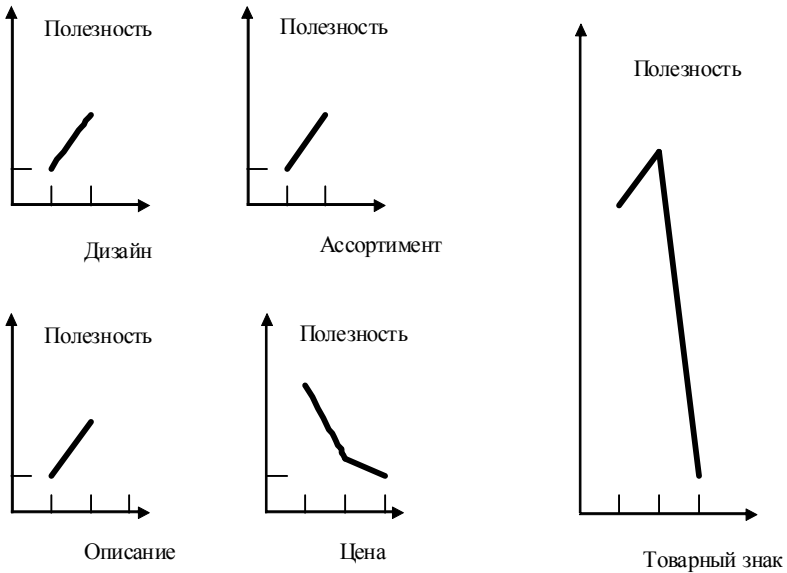 Полезность
Дизайн
Полезность
Ассортимент
Полезность
Описание
Полезность
Цена
Полезность
Товарный знак